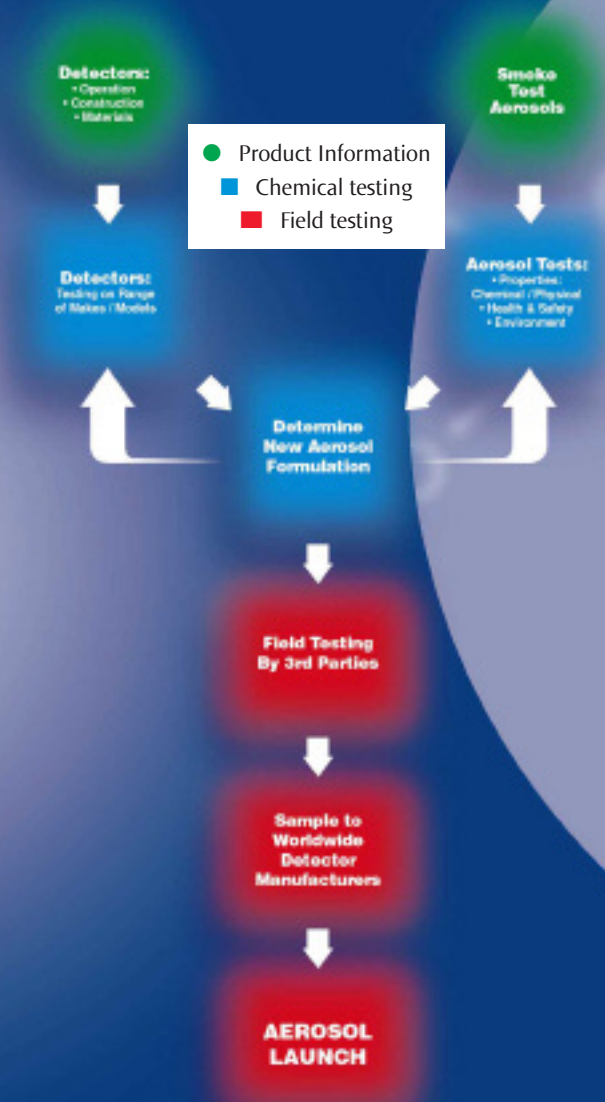 Detectors:
• Operation
• Construction
• Materials
Smoke
Test
Aerosols
Product Information
Chemical testing
Field testing
Detectors:
Testing on Range
of Makes / Models
Aerosol Tests:
• Properties:
Chemical / Physical
• Health & Safety
• Environment
Determine
New Aerosol
Formulation
Field Testing
By 3rd Parties
Sample to
Worldwide
Detector
Manufacturers
AEROSOL
LAUNCH